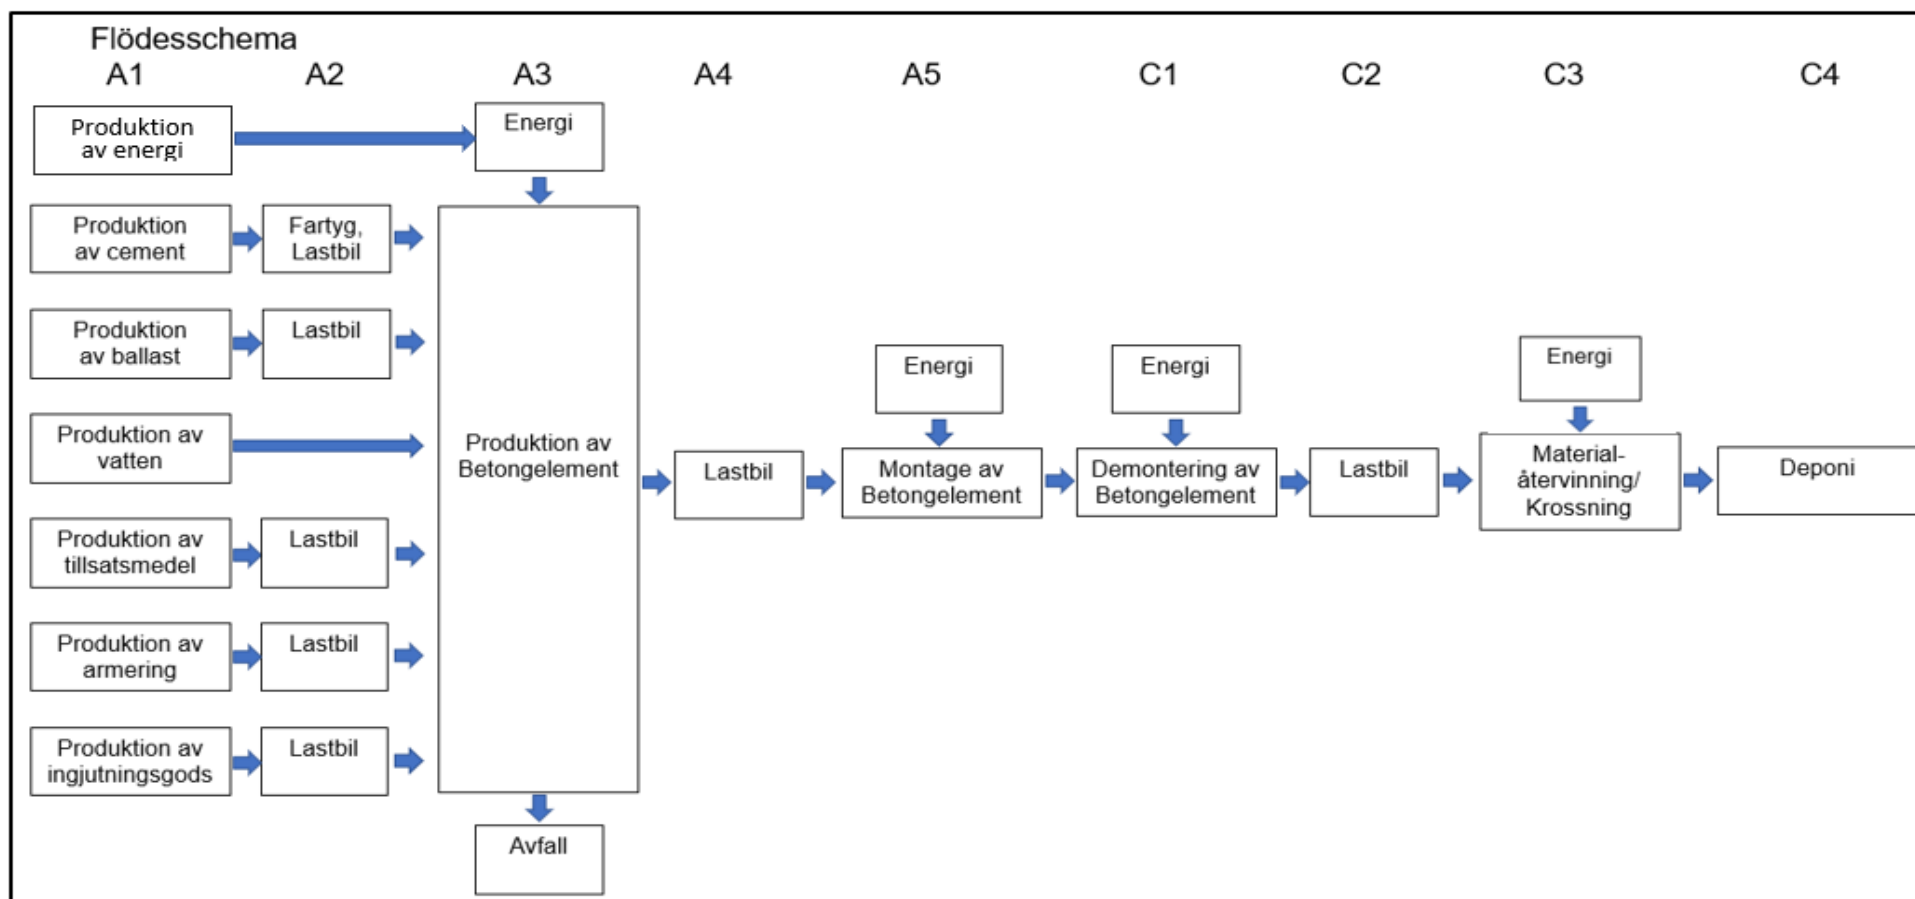 Flödesschema
A1 A2 A3 A4 A5 C1 C2 C3 C4
Produktion
av energi
Energi
Produktion
av cement
Fartyg,
Lastbil
Produktion
av ballast
Lastbil
Produktion av
vatten
Produktion av
tillsatsmedel
Lastbil
Produktion av
armering
Lastbil
Produktion av
ingjutningsgods
Lastbil
Produktion av
Betongelement
Avfall
Lastbil
Energi
Montage av
Betongelement
Energi
Demontering av
Betongelement
Lastbil
Energi
Material-
återvinning/
Krossning
Deponi